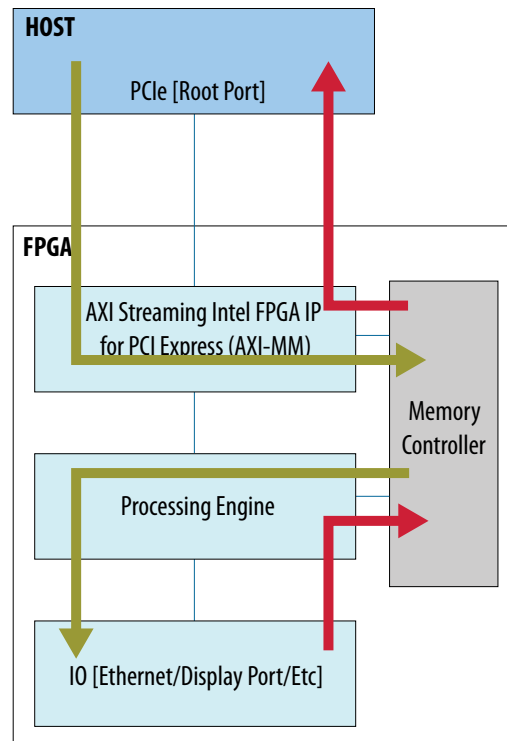 HOST
PCIe [Root Port]
FPGA
AXI Streaming Intel FPGA IP
for PCI Express (AXI-MM)
Memory
Controller
Processing Engine
IO [Ethernet/Display Port/Etc]